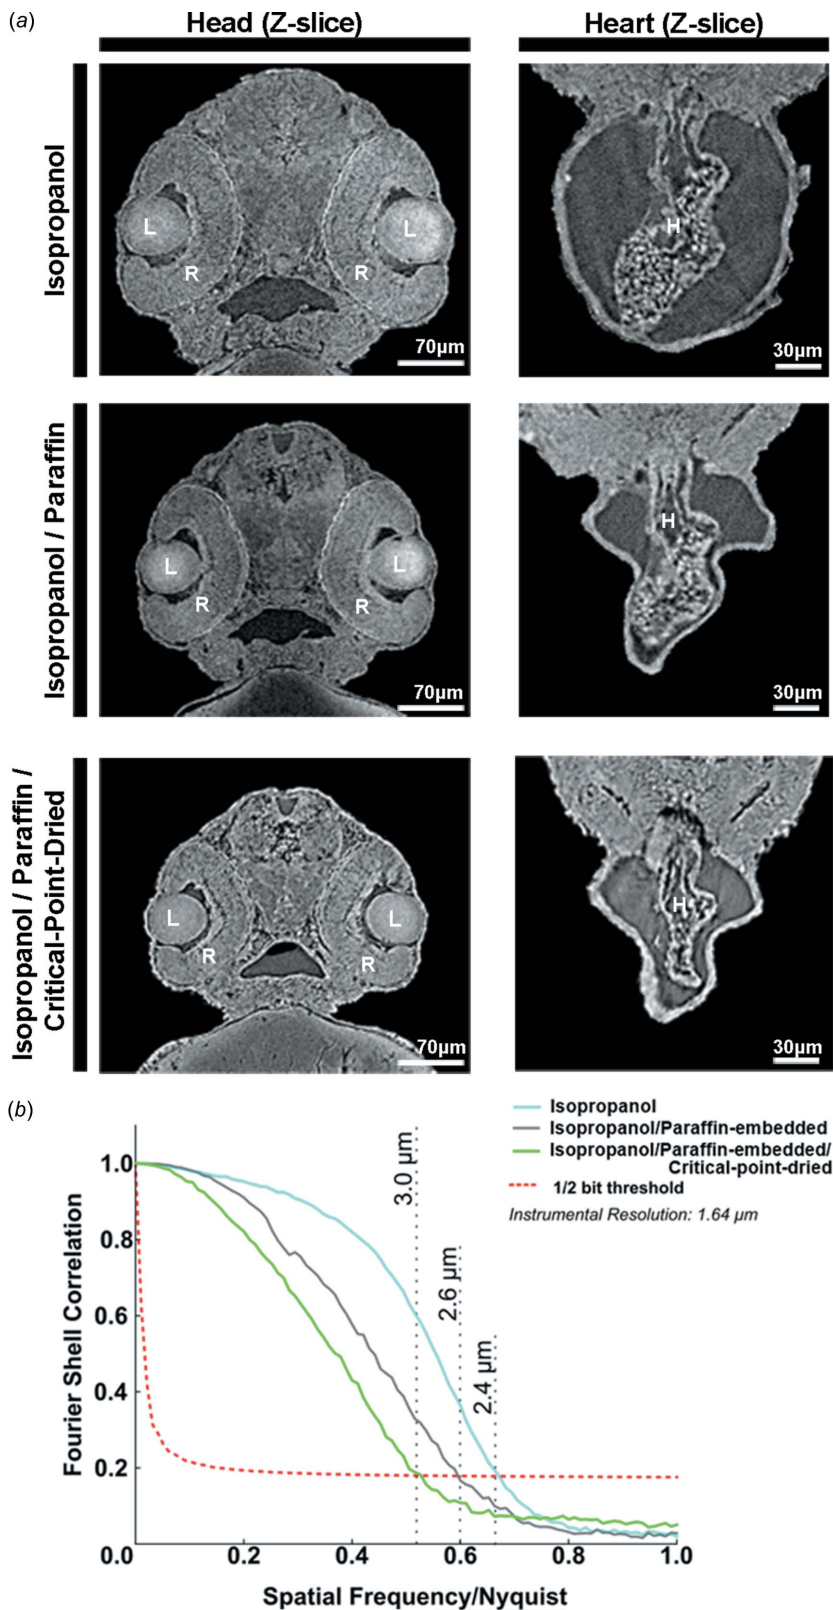 (a)
Head (Z-slice)
Heart (Z-slice)
Isopropanol
L
R
R
L
70μm
H
30μm
Isopropanol / Paraffin
L
R
R
L
70μm
H
30μm
Isopropanol / Paraffin /
Critical-Point-Dried
L
R
R
L
70μm
H
30μm
(b)
Isopropanol
Isopropanol/Paraffin-embedded
Isopropanol/Paraffin-embedded/
Critical-point-dried
1/2 bit threshold
Instrumental Resolution: 1.64 μm
3.0 μm
2.6 μm
2.4 μm
Fourier Shell Correlation
1.0
0.8
0.6
0.4
0.2
0.0
0.2
0.4
0.6
0.8
1.0
Spatial Frequency/Nyquist